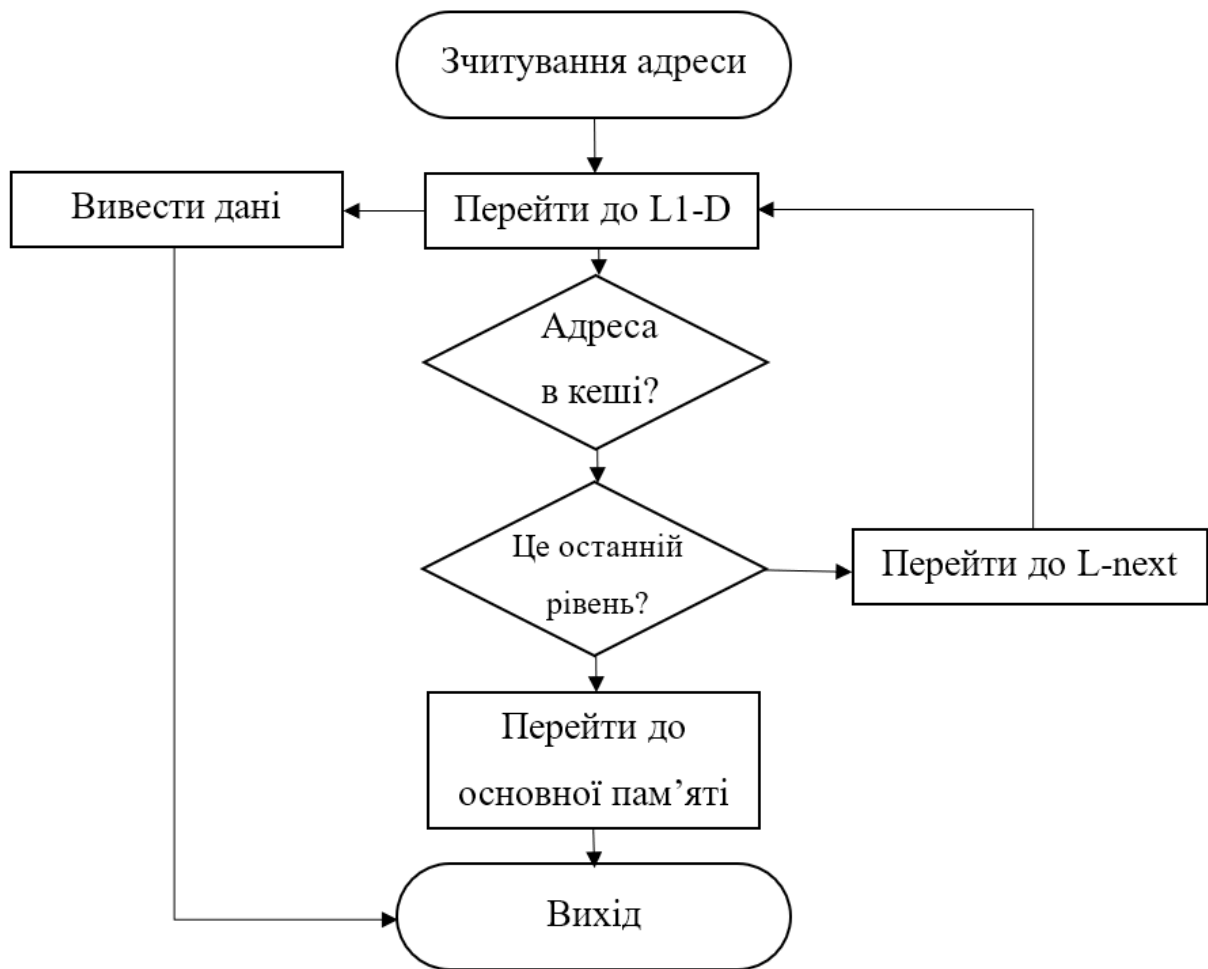 Зчитування адреси
Вивести дані
Перейти до L1-D
Адреса
в кеші?
Це останній
рівень?
Перейти до L-next
Перейти до
основної пам’яті
Вихід